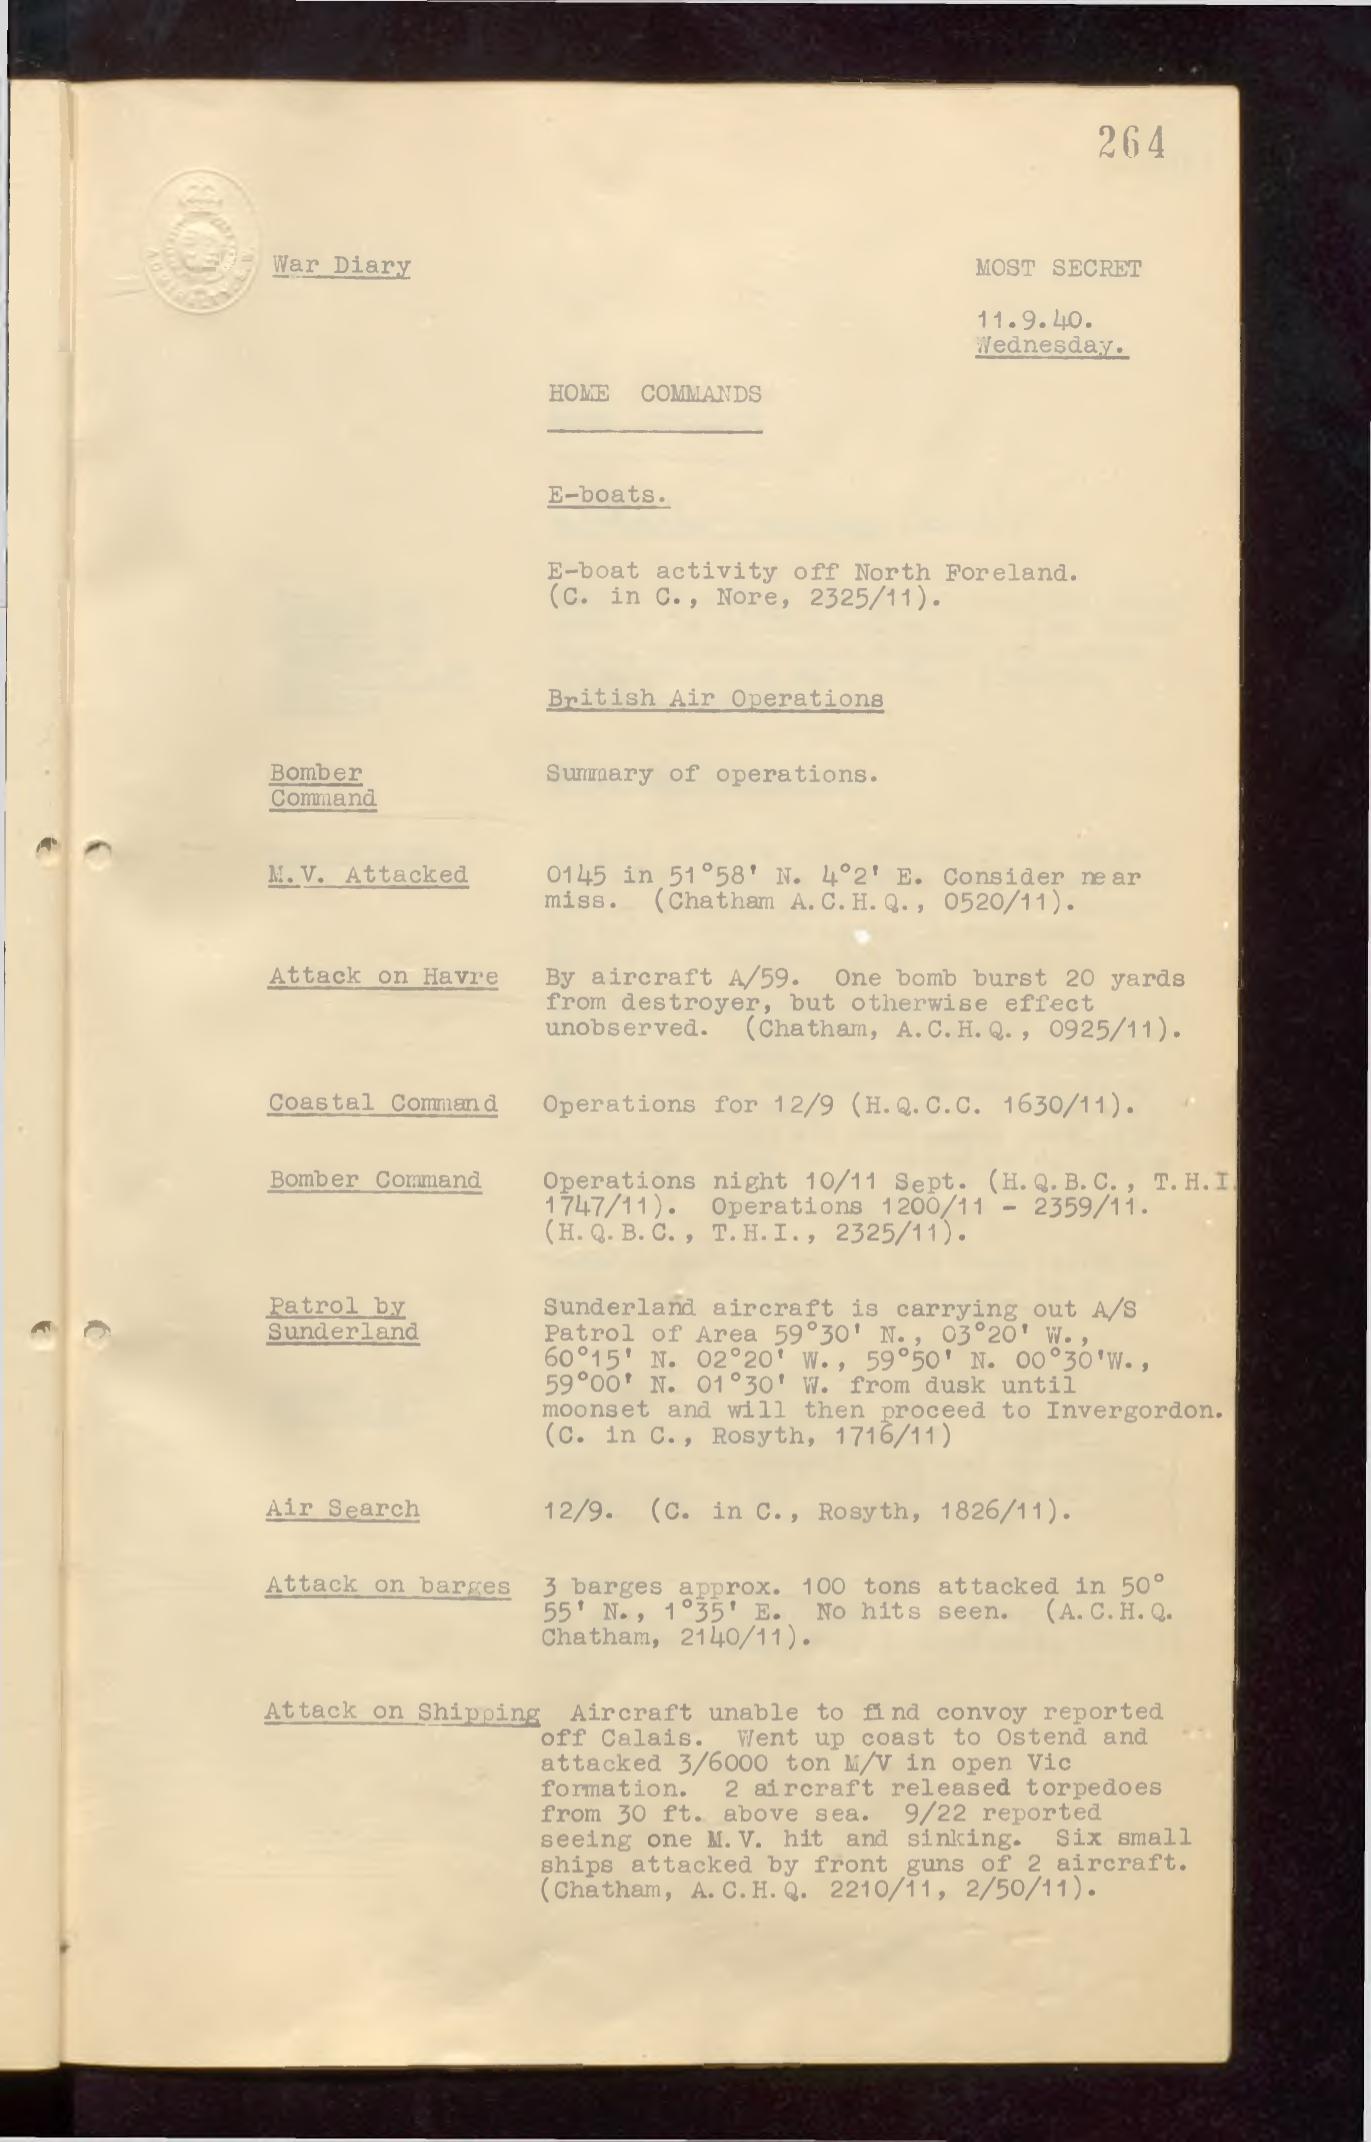 264
War Diary
MOST SECRET
11.9.40.
Wednesday.
HOME COMMANDS
E-boats.
E-boat activity off North Foreland.
(C. in C., Nore, 2325/11).
British Air Operations
Bomber
Command
Summary of operations.
M.V. Attacked
0145 in 51°58' N. 4°2' E. Consider near
miss. (Chatham A.C.H.Q., 0520/11).
Attack on Havre
By aircraft A/59. One bomb burst 20 yards
from destroyer, but otherwise effect
unobserved. (Chatham, A.C.H.Q., 0925/11).
Coastal Command
Operations for 12/9 (H.Q.C.C. 1630/11).
Bomber Command
Operations night 10/11 Sept. (H.Q.B.C., T.H.I
1747/11). Operations 1200/11 - 2359/11.
(H.Q.B.C., T.H.I., 2325/11).
Patrol by
Sunderland
Sunderland aircraft is carrying out A/S
Patrol of Area 59°30' N., 03°20' W.,
60°15' N. 02°20' W., 59°50' N. 00°30'W.,
59°00' N. 01°30' W. from dusk until
moonset and will then proceed to Invergordon.
(C. in C., Rosyth, 1716/11)
Air Search
12/9. (C. in C., Rosyth, 1826/11).
Attack on barges
3 barges approx. 100 tons attacked in 50°
55' N., 1°35' E. No hits seen. (A.C.H.Q.
Chatham, 2140/11).
Attack on Shipping Aircraft unable to find convoy reported
off Calais. Went up coast to Ostend and
attacked 3/6000 ton M/V in open Vic
formation. 2 aircraft released torpedoes
from 30 ft. above sea. 9/22 reported
seeing one M.V. hit and sinking. Six small
ships attacked by front guns of 2 aircraft.
(Chatham, A.C.H.Q. 2210/11, 2/50/11).